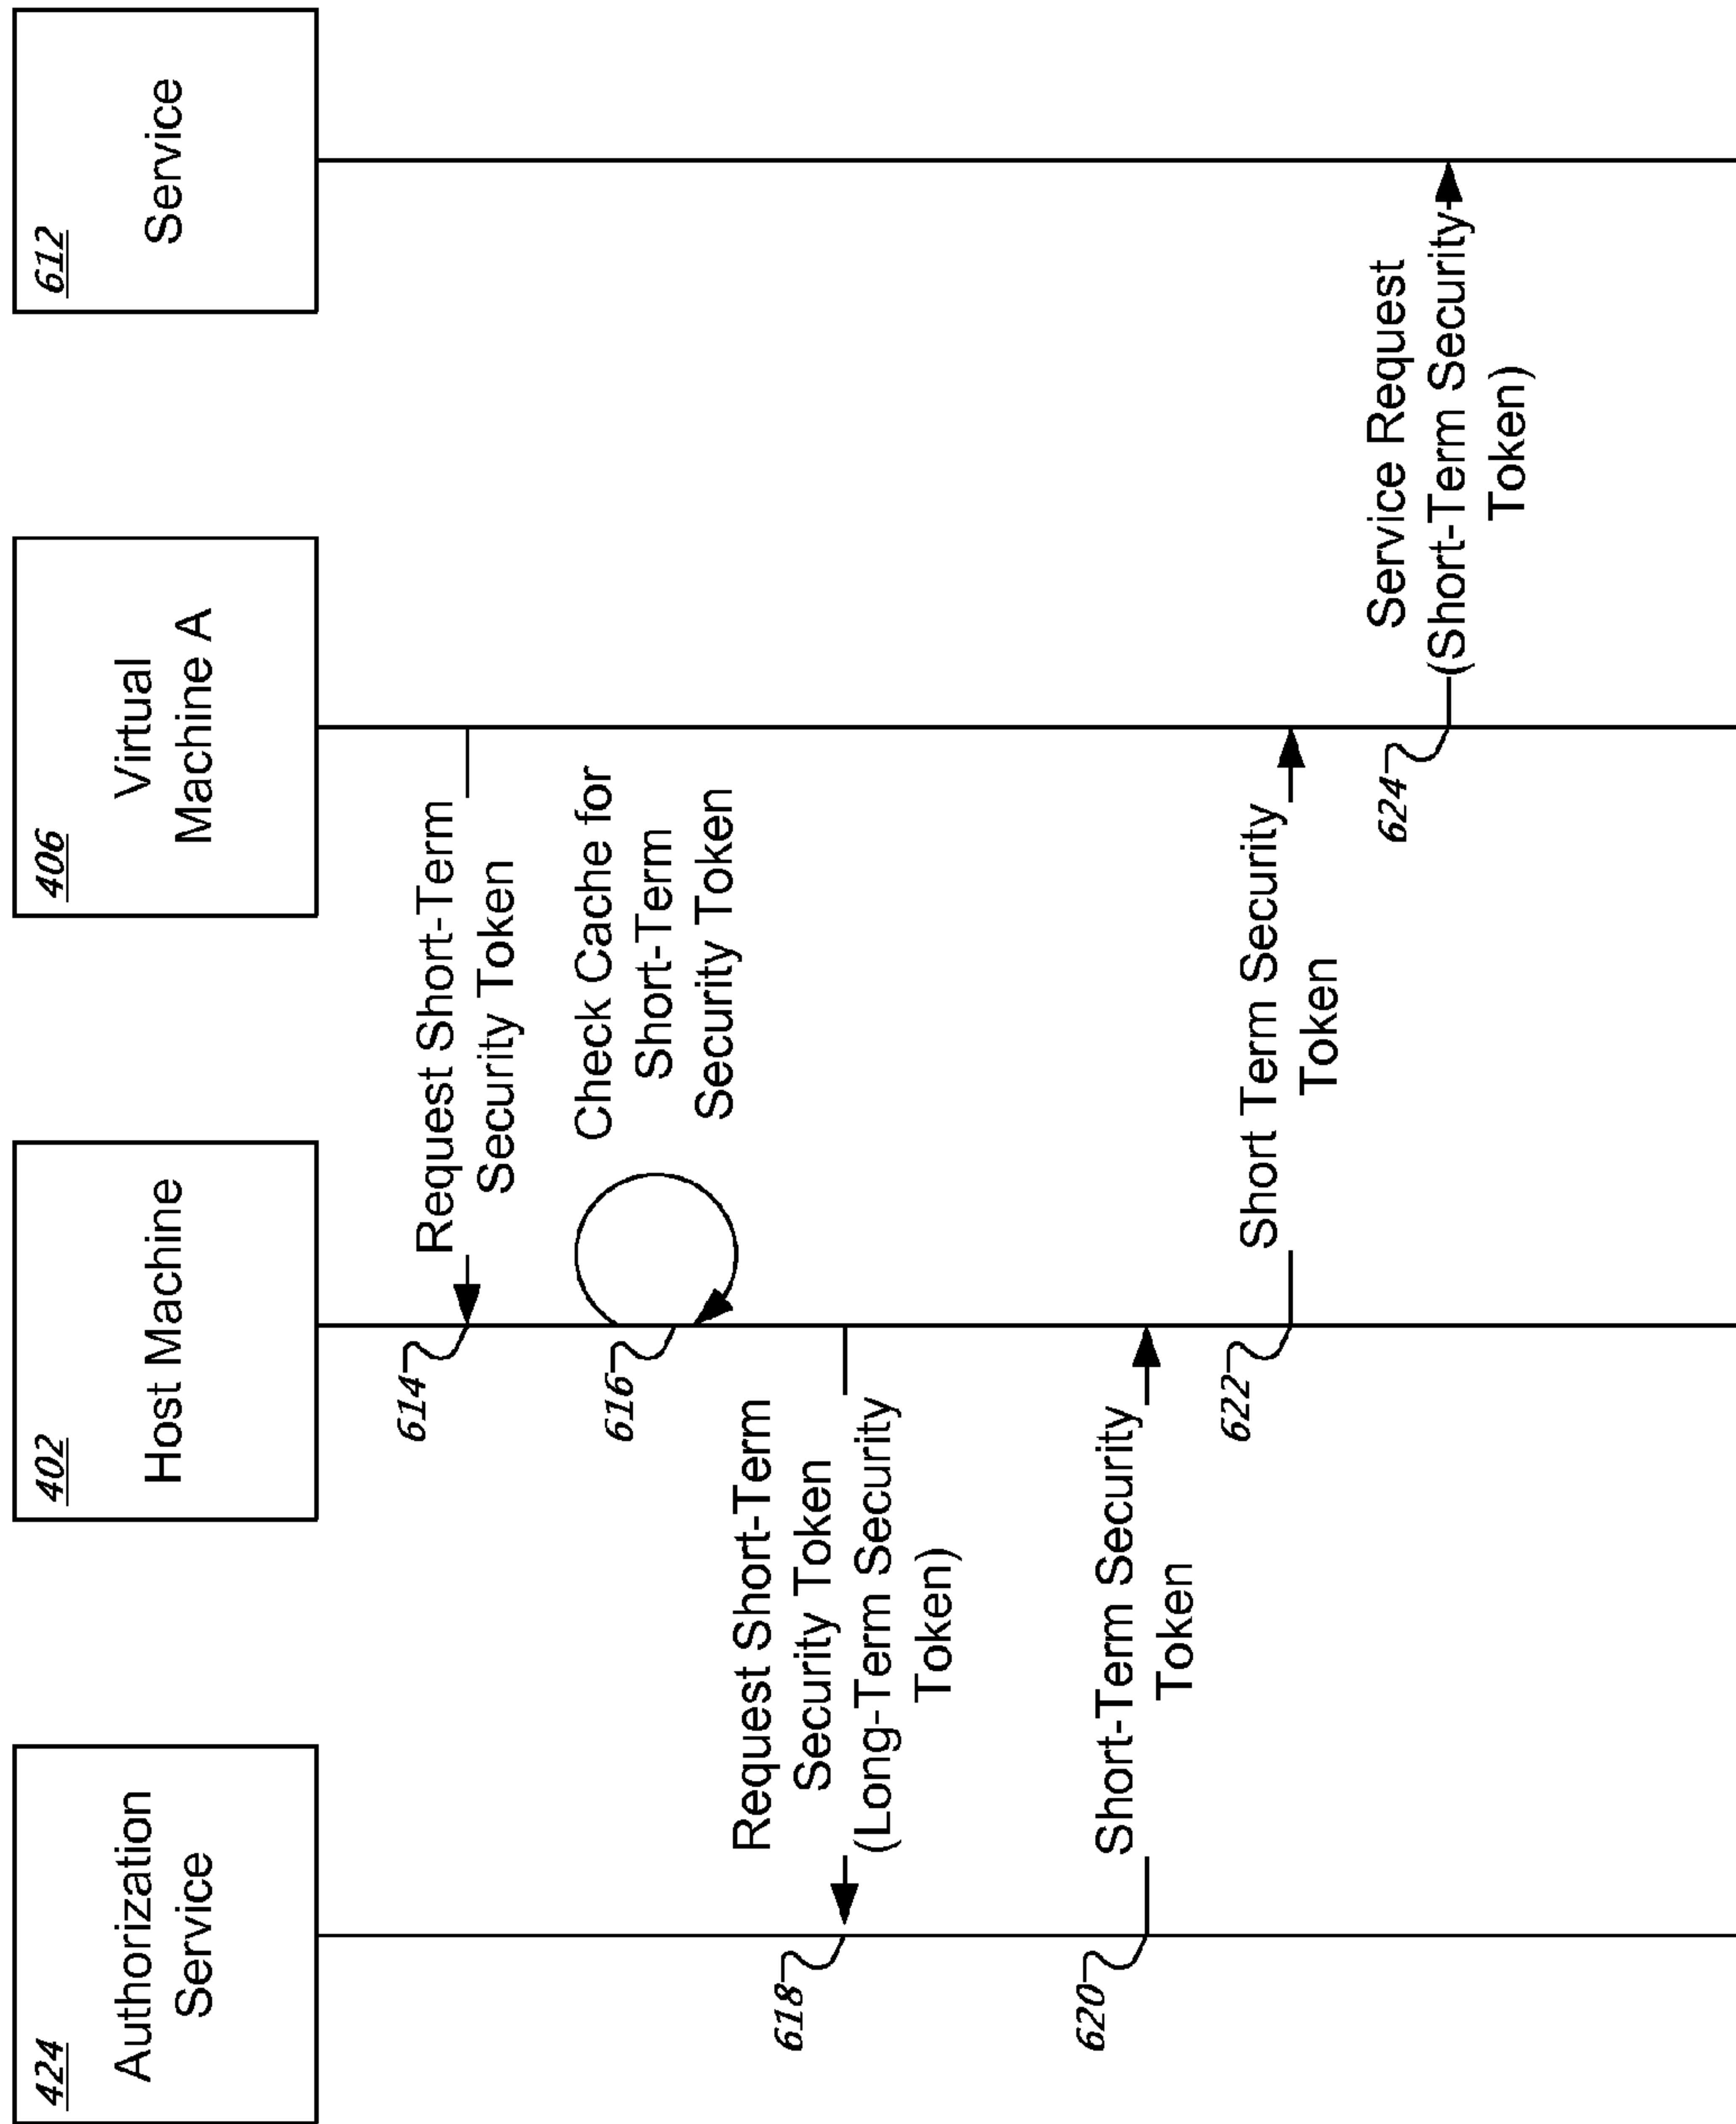 424
Authorization
Service
402
Host Machine
406
Virtual
Machine A
612
Service
614
Request Short-Term
Security Token
616
Check Cache for
Short-Term
Security Token
618
Request Short-Term
Security Token
(Long-Term Security
Token)
620
Short-Term Security
Token
622
Short Term Security
Token
624
Service Request
(Short-Term Security
Token)